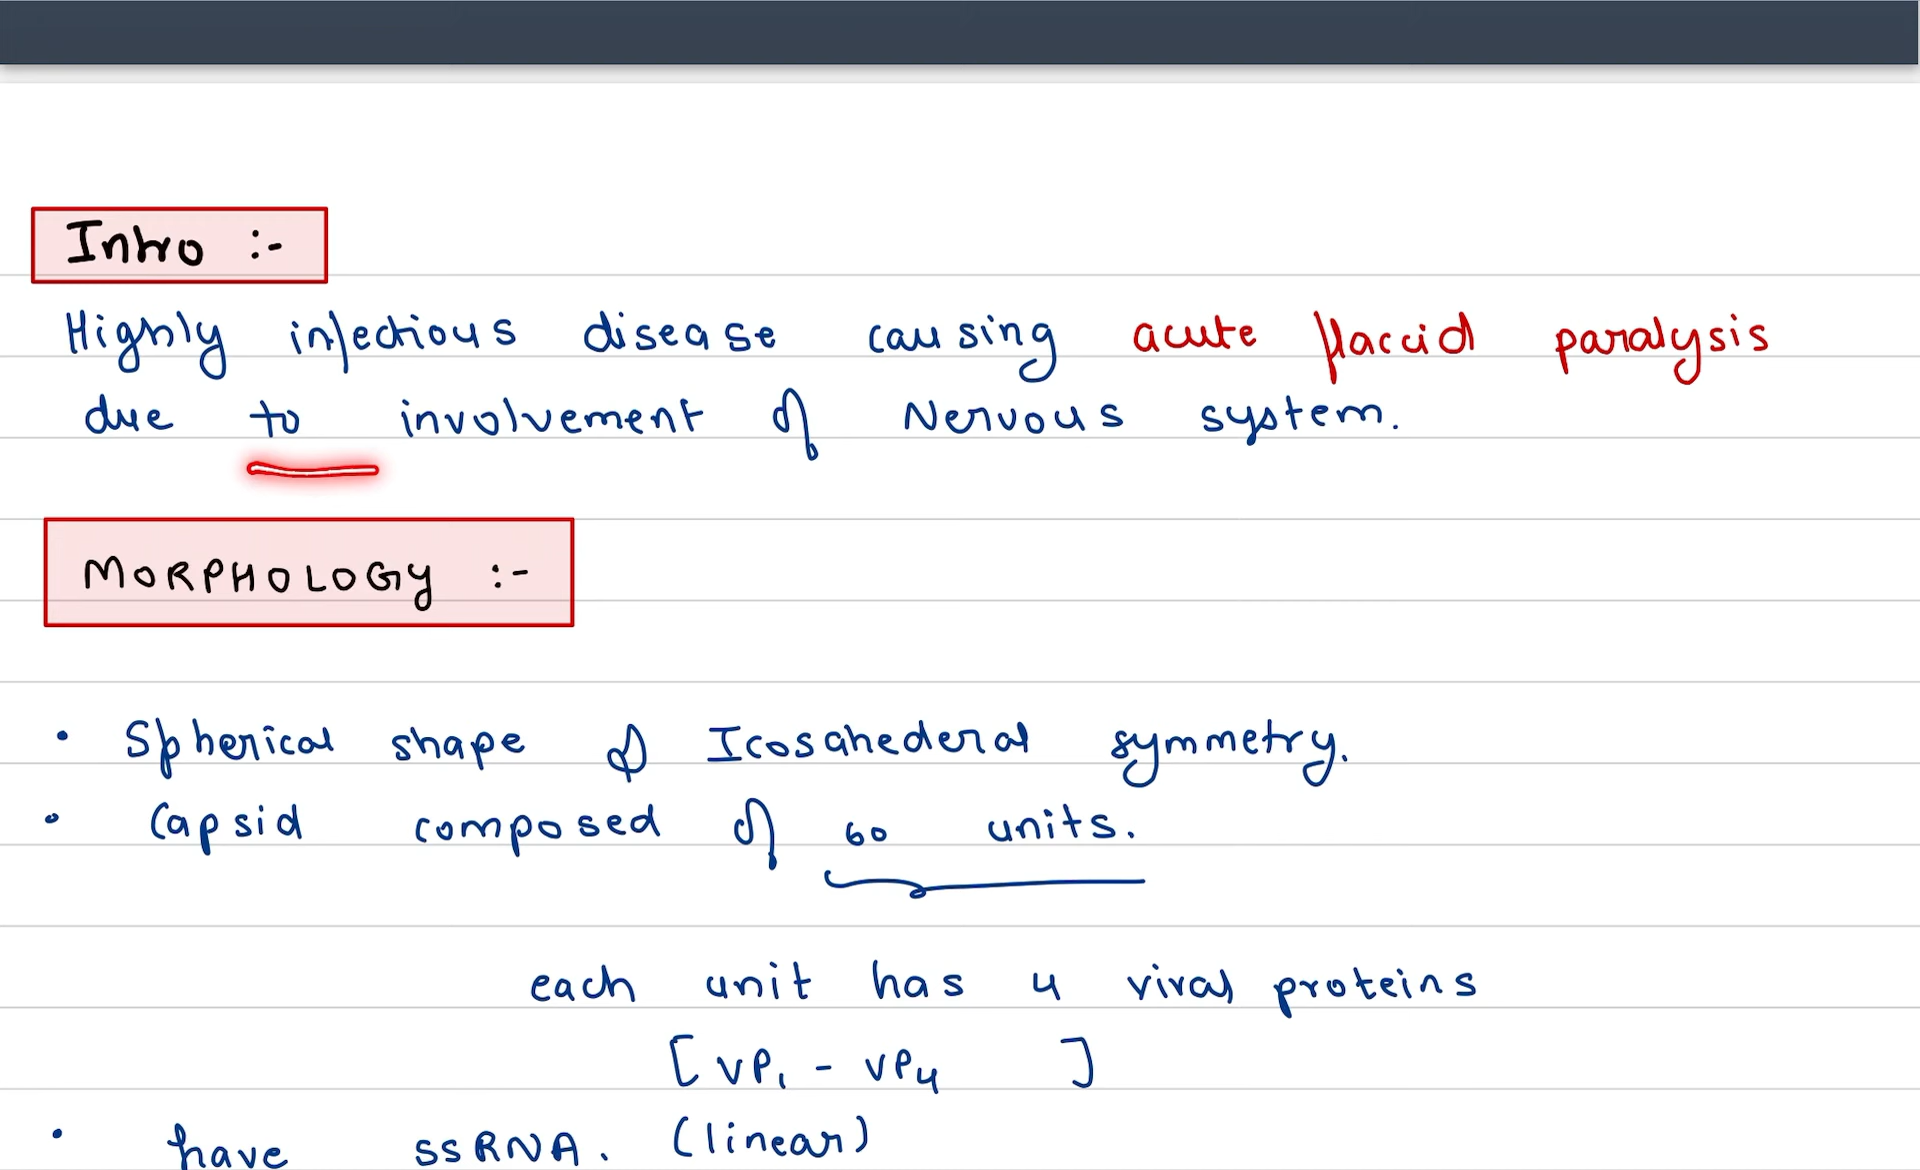 Intro :-
Highly infectious disease causing acute flaccid paralysis
due to involvement of Nervous system.
MORPHOLOGY :-
• Spherical shape & Icosahederal symmetry.
• Capsid composed of 60 units.
each unit has 4 viral proteins
[VP1 - VP4 ]
• have ssRNA. (linear)